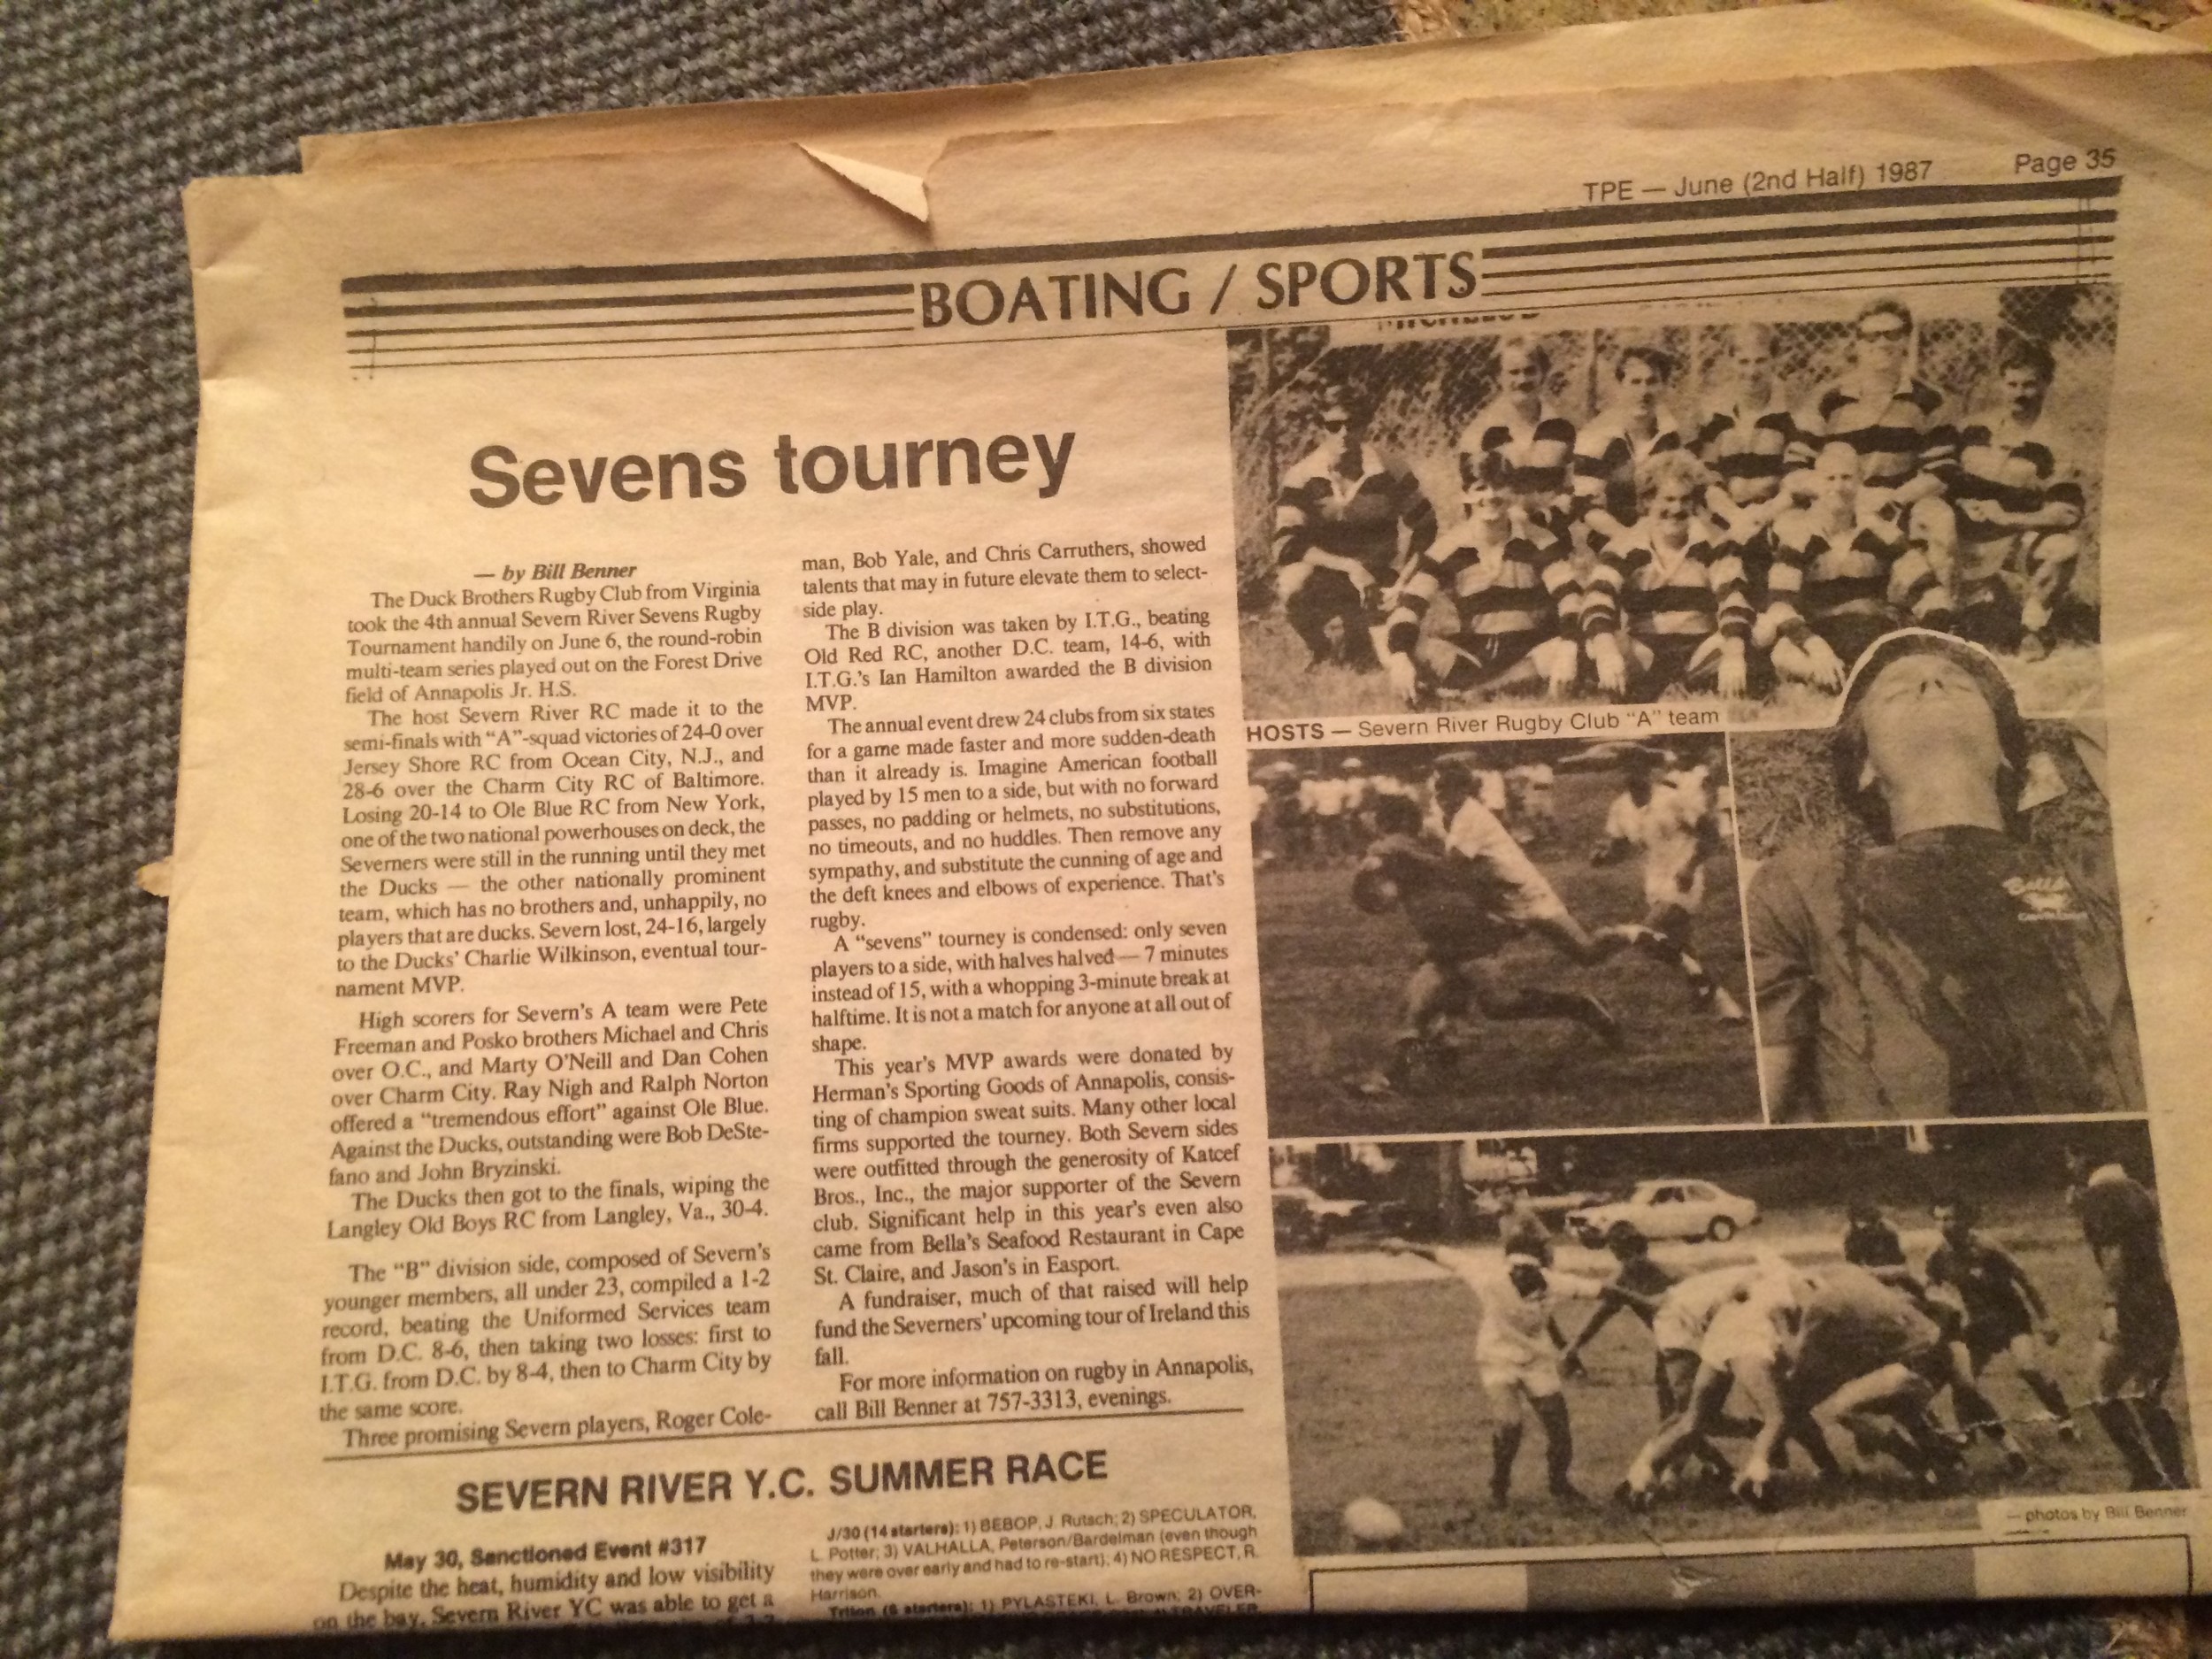 TPE — June (2nd Half) 1987
Page 35
BOATING / SPORTS
Sevens tourney
— by Bill Benner
The Duck Brothers Rugby Club from Virginia
took the 4th annual Severn River Sevens Rugby
Tournament handily on June 6, the round-robin
multi-team series played out on the Forest Drive
field of Annapolis Jr. H.S.
The host Severn River RC made it to the
semi-finals with “A”-squad victories of 24-0 over
Jersey Shore RC from Ocean City, N.J., and
28-6 over the Charm City RC of Baltimore.
Losing 20-14 to Ole Blue RC from New York,
one of the two national powerhouses on deck, the
Severners were still in the running until they met
the Ducks — the other nationally prominent
team, which has no brothers and, unhappily, no
players that are ducks. Severn lost, 24-16, largely
to the Ducks’ Charlie Wilkinson, eventual tour-
nament MVP.
High scorers for Severn’s A team were Pete
Freeman and Posko brothers Michael and Chris
over O.C., and Marty O’Neill and Dan Cohen
over Charm City. Ray Nigh and Ralph Norton
offered a “tremendous effort” against Ole Blue.
Against the Ducks, outstanding were Bob DeSte-
fano and John Bryzinski.
The Ducks then got to the finals, wiping the
Langley Old Boys RC from Langley, Va., 30-4.
The “B” division side, composed of Severn’s
younger members, all under 23, compiled a 1-2
record, beating the Uniformed Services team
from D.C. 8-6, then taking two losses: first to
I.T.G. from D.C. by 8-4, then to Charm City by
the same score.
Three promising Severn players, Roger Cole-
man, Bob Yale, and Chris Carruthers, showed
talents that may in future elevate them to select-
side play.
The B division was taken by I.T.G., beating
Old Red RC, another D.C. team, 14-6, with
I.T.G.’s Ian Hamilton awarded the B division
MVP.
The annual event drew 24 clubs from six states
for a game made faster and more sudden-death
than it already is. Imagine American football
played by 15 men to a side, but with no forward
passes, no padding or helmets, no substitutions,
no timeouts, and no huddles. Then remove any
sympathy, and substitute the cunning of age and
the deft knees and elbows of experience. That’s
rugby.
A “sevens” tourney is condensed: only seven
players to a side, with halves halved — 7 minutes
instead of 15, with a whopping 3-minute break at
halftime. It is not a match for anyone at all out of
shape.
This year’s MVP awards were donated by
Herman’s Sporting Goods of Annapolis, consis-
ting of champion sweat suits. Many other local
firms supported the tourney. Both Severn sides
were outfitted through the generosity of Katcef
Bros., Inc., the major supporter of the Severn
club. Significant help in this year’s even also
came from Bella’s Seafood Restaurant in Cape
St. Claire, and Jason’s in Easport.
A fundraiser, much of that raised will help
fund the Severners’ upcoming tour of Ireland this
fall.
For more information on rugby in Annapolis,
call Bill Benner at 757-3313, evenings.
HOSTS — Severn River Rugby Club “A” team
— photos by Bill Benner
SEVERN RIVER Y.C. SUMMER RACE
May 30, Sanctioned Event #317
Despite the heat, humidity and low visibility
on the bay, Severn River YC was able to get a
J/30 (14 starters): 1) BEBOP, J. Rutsch; 2) SPECULATOR,
L. Potter; 3) VALHALLA, Peterson/Bardelman (even though
they were over early and had to re-start); 4) NO RESPECT, R.
Harrison.
Triton (6 starters): 1) PYLASTEKI, L. Brown; 2) OVER-